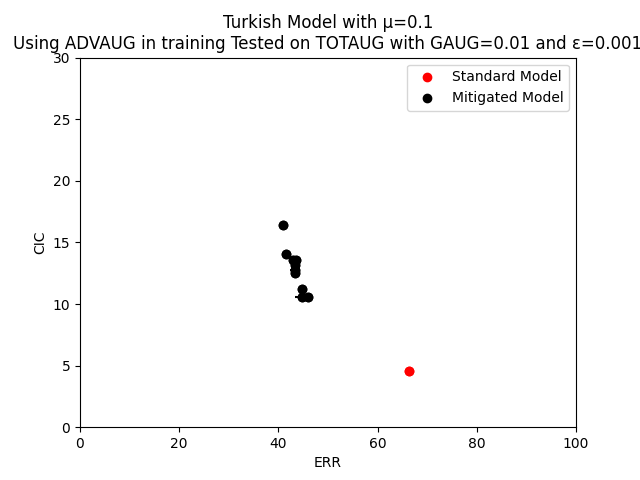 Turkish Model with μ=0.1
Using ADVAUG in training Tested on TOTAUG with GAUG=0.01 and ε=0.001
30
25
20
15
10
5
0
CIC
Standard Model
Mitigated Model
0 20 40 60 80 100
ERR